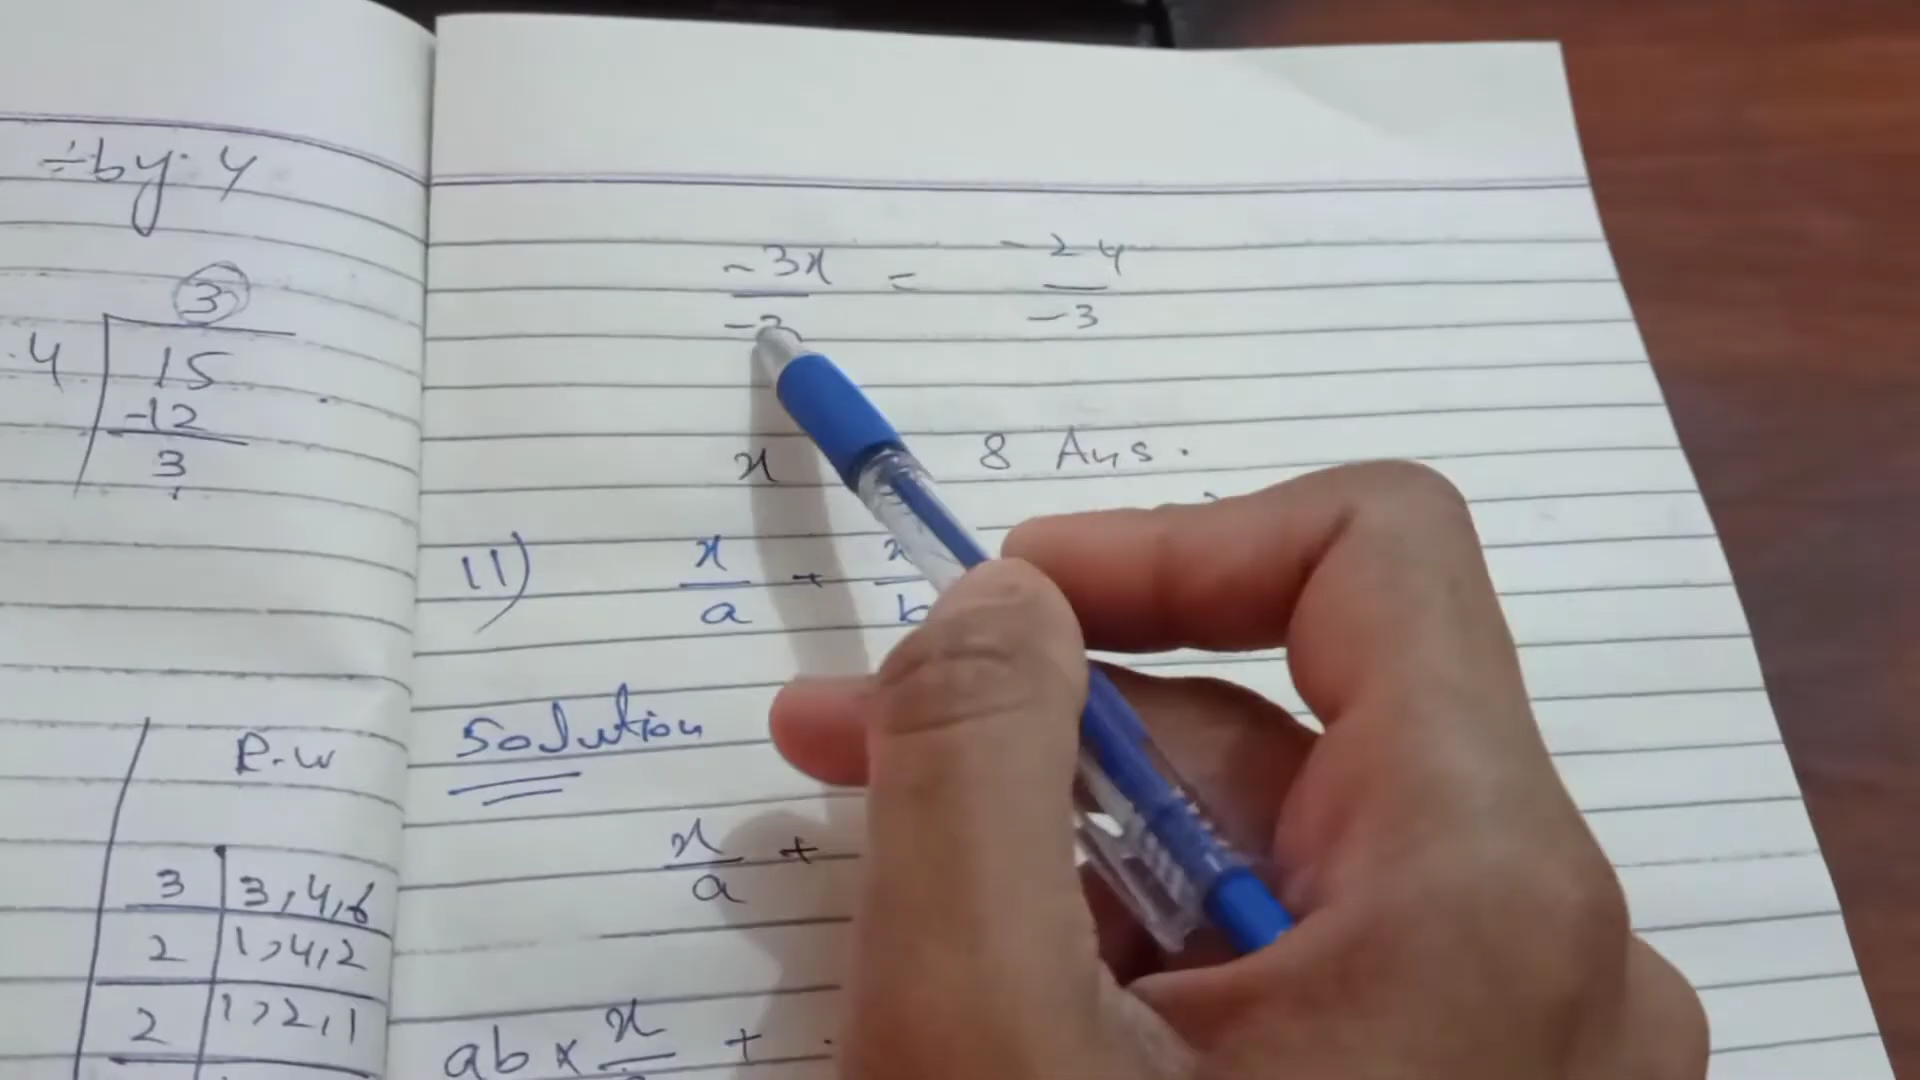 ÷by 4
3
4 15
-12
3
R.W
3 3,4,6
2 1,4,2
2 1,2,1
-3x = -24
-3 -3
x 8 Ans.
11) x + x
a b
Solution
x +
a
ab × x +